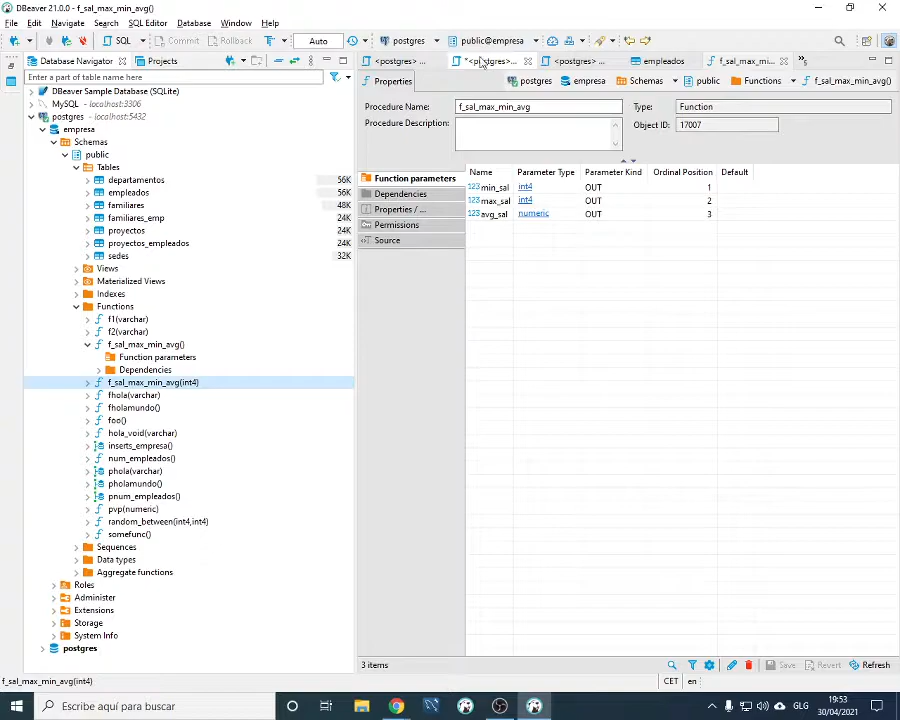 DBeaver 21.0.0 - f_sal_max_min_avg()
File Edit Navigate Search SQL Editor Database Window Help
SQL Commit Rollback Auto postgres public@empresa
Database Navigator Projects
<postgres> ... *<postgres>... <postgres> ... empleados f_sal_max_mi...
Enter a part of table name here
Properties postgres empresa Schemas public Functions f_sal_max_min_avg()
DBeaver Sample Database (SQLite)
MySQL - localhost:3306
postgres - localhost:5432
empresa
Schemas
public
Tables
departamentos 56K
empleados 56K
familiares 48K
familiares_emp 24K
proyectos 24K
proyectos_empleados 24K
sedes 32K
Views
Materialized Views
Indexes
Functions
f1(varchar)
f2(varchar)
f_sal_max_min_avg()
Function parameters
Dependencies
f_sal_max_min_avg(int4)
fhola(varchar)
fholamundo()
foo()
hola_void(varchar)
inserts_empresa()
num_empleados()
phola(varchar)
pholamundo()
pnum_empleados()
pvp(numeric)
random_between(int4,int4)
somefunc()
Sequences
Data types
Aggregate functions
Roles
Administer
Extensions
Storage
System Info
postgres
Procedure Name: f_sal_max_min_avg Type: Function
Procedure Description: Object ID: 17007
Function parameters
Dependencies
Properties / ...
Permissions
Source
Name Parameter Type Parameter Kind Ordinal Position Default
123 min_sal int4 OUT 1
123 max_sal int4 OUT 2
123 avg_sal numeric OUT 3
3 items Save Revert Refresh
f_sal_max_min_avg(int4) CET en
Escribe aquí para buscar GLG 19:53
30/04/2021